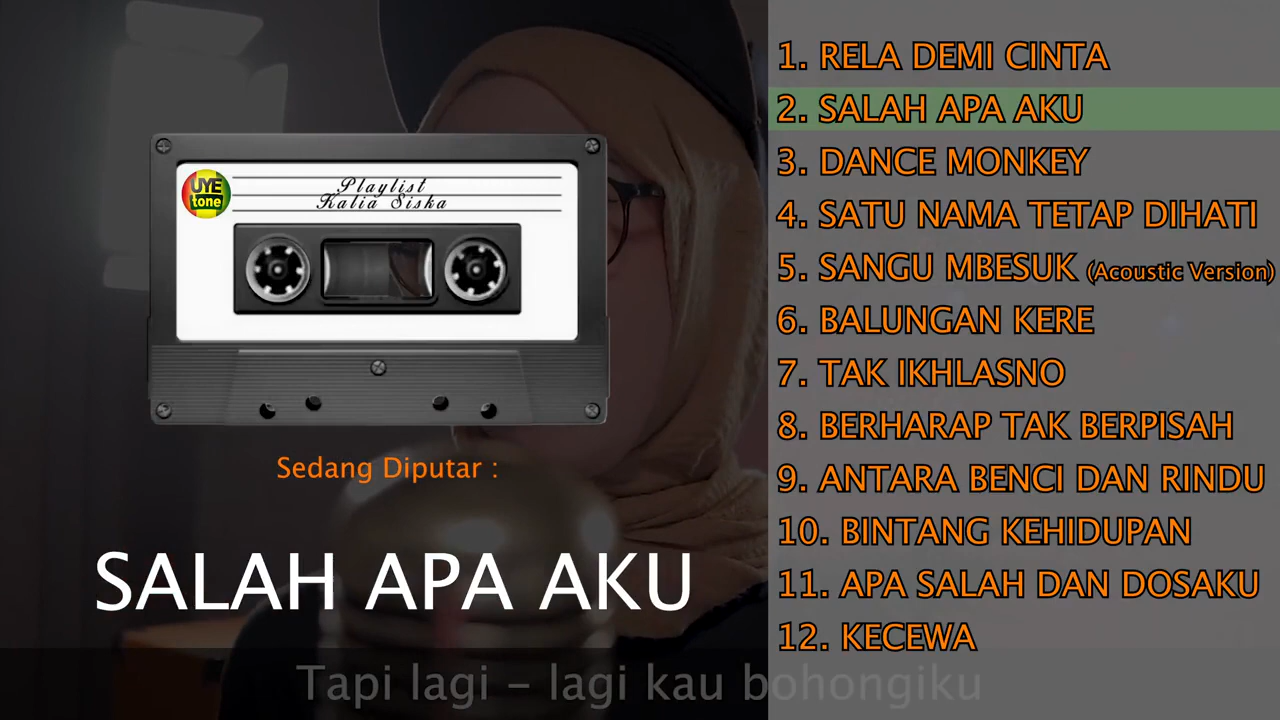 UYE
tone
Playlist
Kalia Siska
Sedang Diputar :
SALAH APA AKU
Tapi lagi – lagi kau bohongiku
1. RELA DEMI CINTA
2. SALAH APA AKU
3. DANCE MONKEY
4. SATU NAMA TETAP DIHATI
5. SANGU MBESUK (Acoustic Version)
6. BALUNGAN KERE
7. TAK IKHLASNO
8. BERHARAP TAK BERPISAH
9. ANTARA BENCI DAN RINDU
10. BINTANG KEHIDUPAN
11. APA SALAH DAN DOSAKU
12. KECEWA